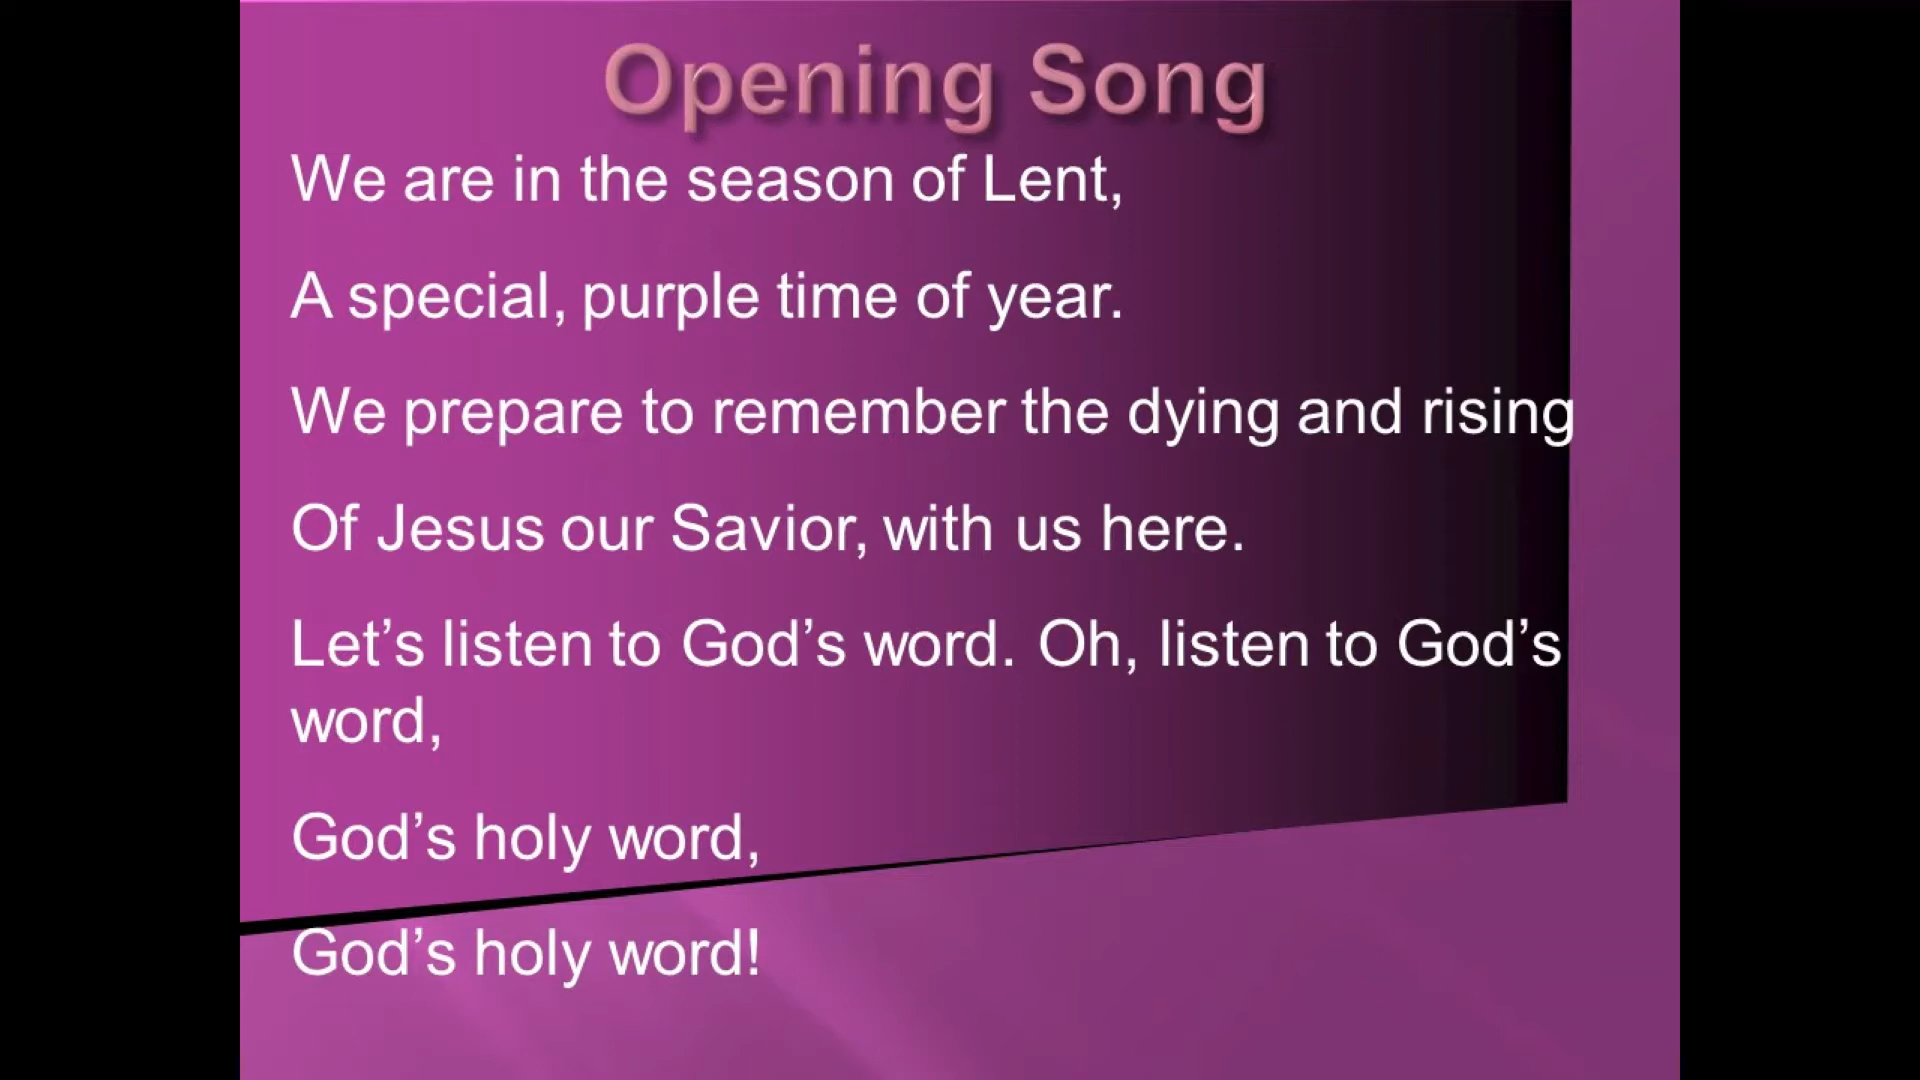 Opening Song
We are in the season of Lent,
A special, purple time of year.
We prepare to remember the dying and rising
Of Jesus our Savior, with us here.
Let’s listen to God’s word. Oh, listen to God’s
word,
God’s holy word,
God’s holy word!